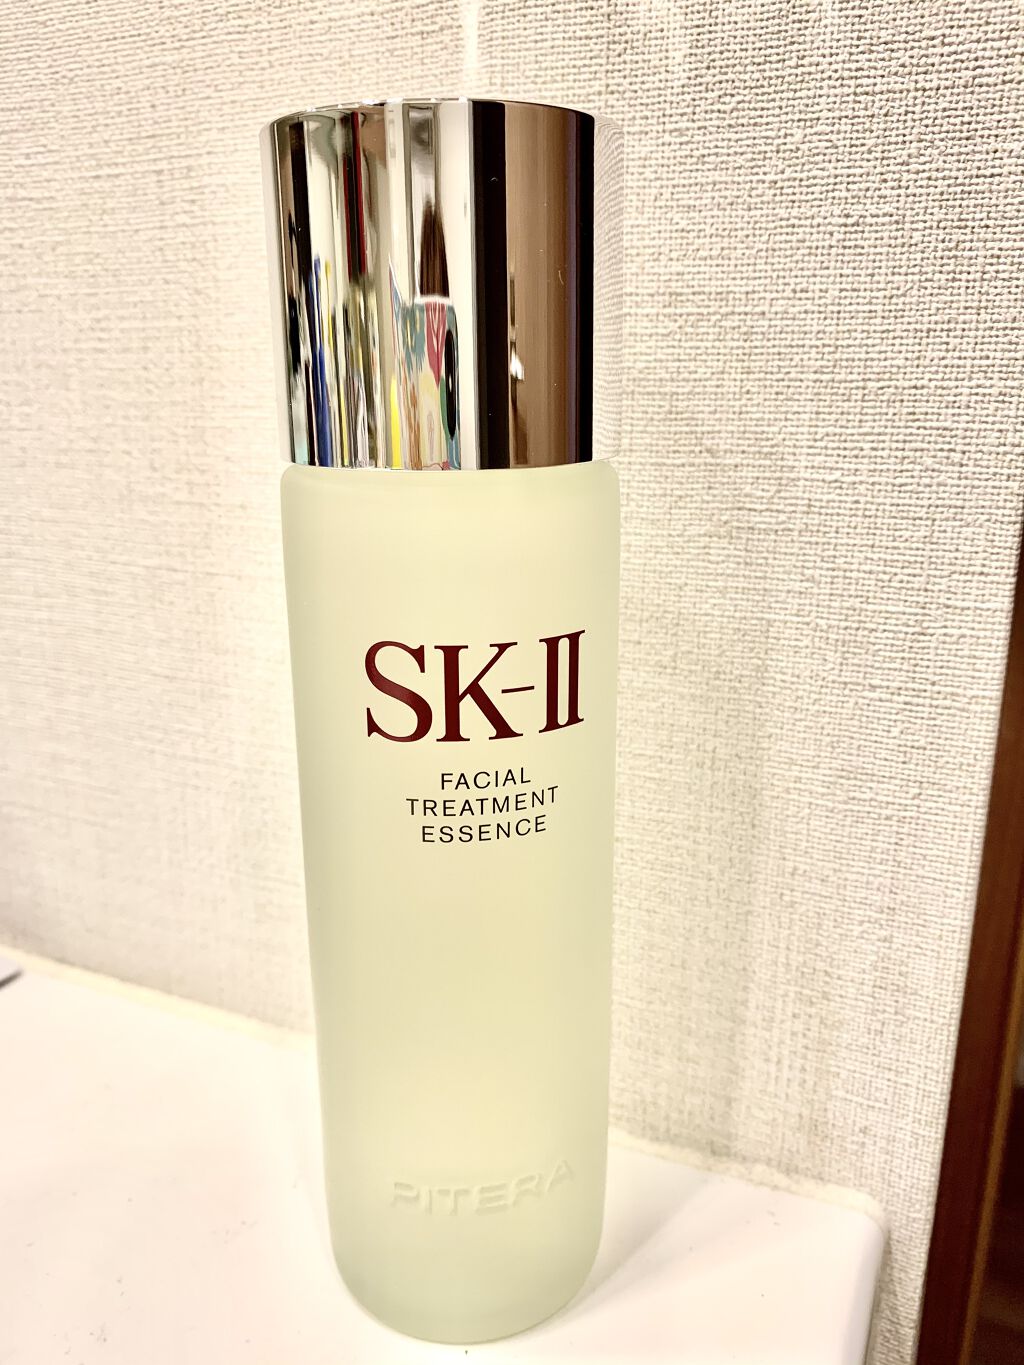 SK-II
FACIAL
TREATMENT
ESSENCE
PITERA